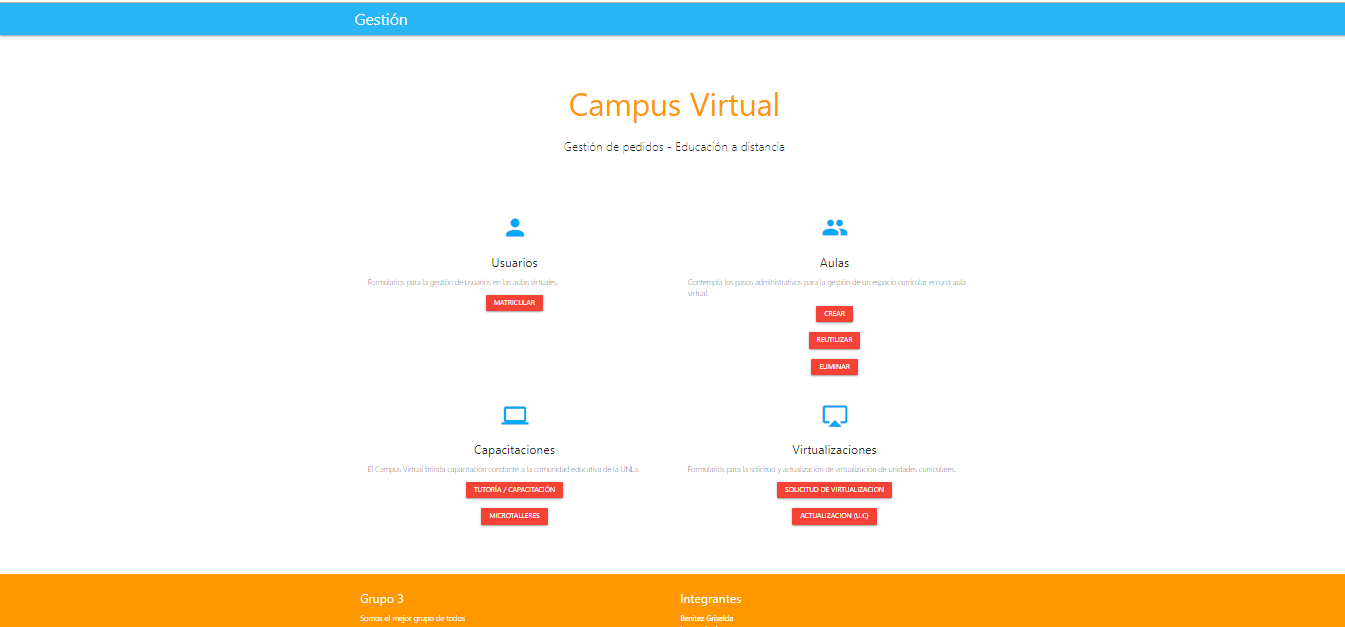 Gestión
Campus Virtual
Gestión de pedidos - Educación a distancia
Usuarios
Formularios para la gestión de usuarios en las aulas virtuales.
MATRICULAR
Aulas
Contempla los pasos administrativos para la gestión de un espacio curricular en una aula
virtual.
CREAR
REUTILIZAR
ELIMINAR
Capacitaciones
El Campus Virtual brinda capacitación constante a la comunidad educativa de la UNLa.
TUTORÍA / CAPACITACIÓN
MICROTALLERES
Virtualizaciones
Formularios para la solicitud y actualización de virtualización de unidades curriculares.
SOLICITUD DE VIRTUALIZACION
ACTUALIZACION (U.C)
Grupo 3
Somos el mejor grupo de todos
Integrantes
Benitez Griselda